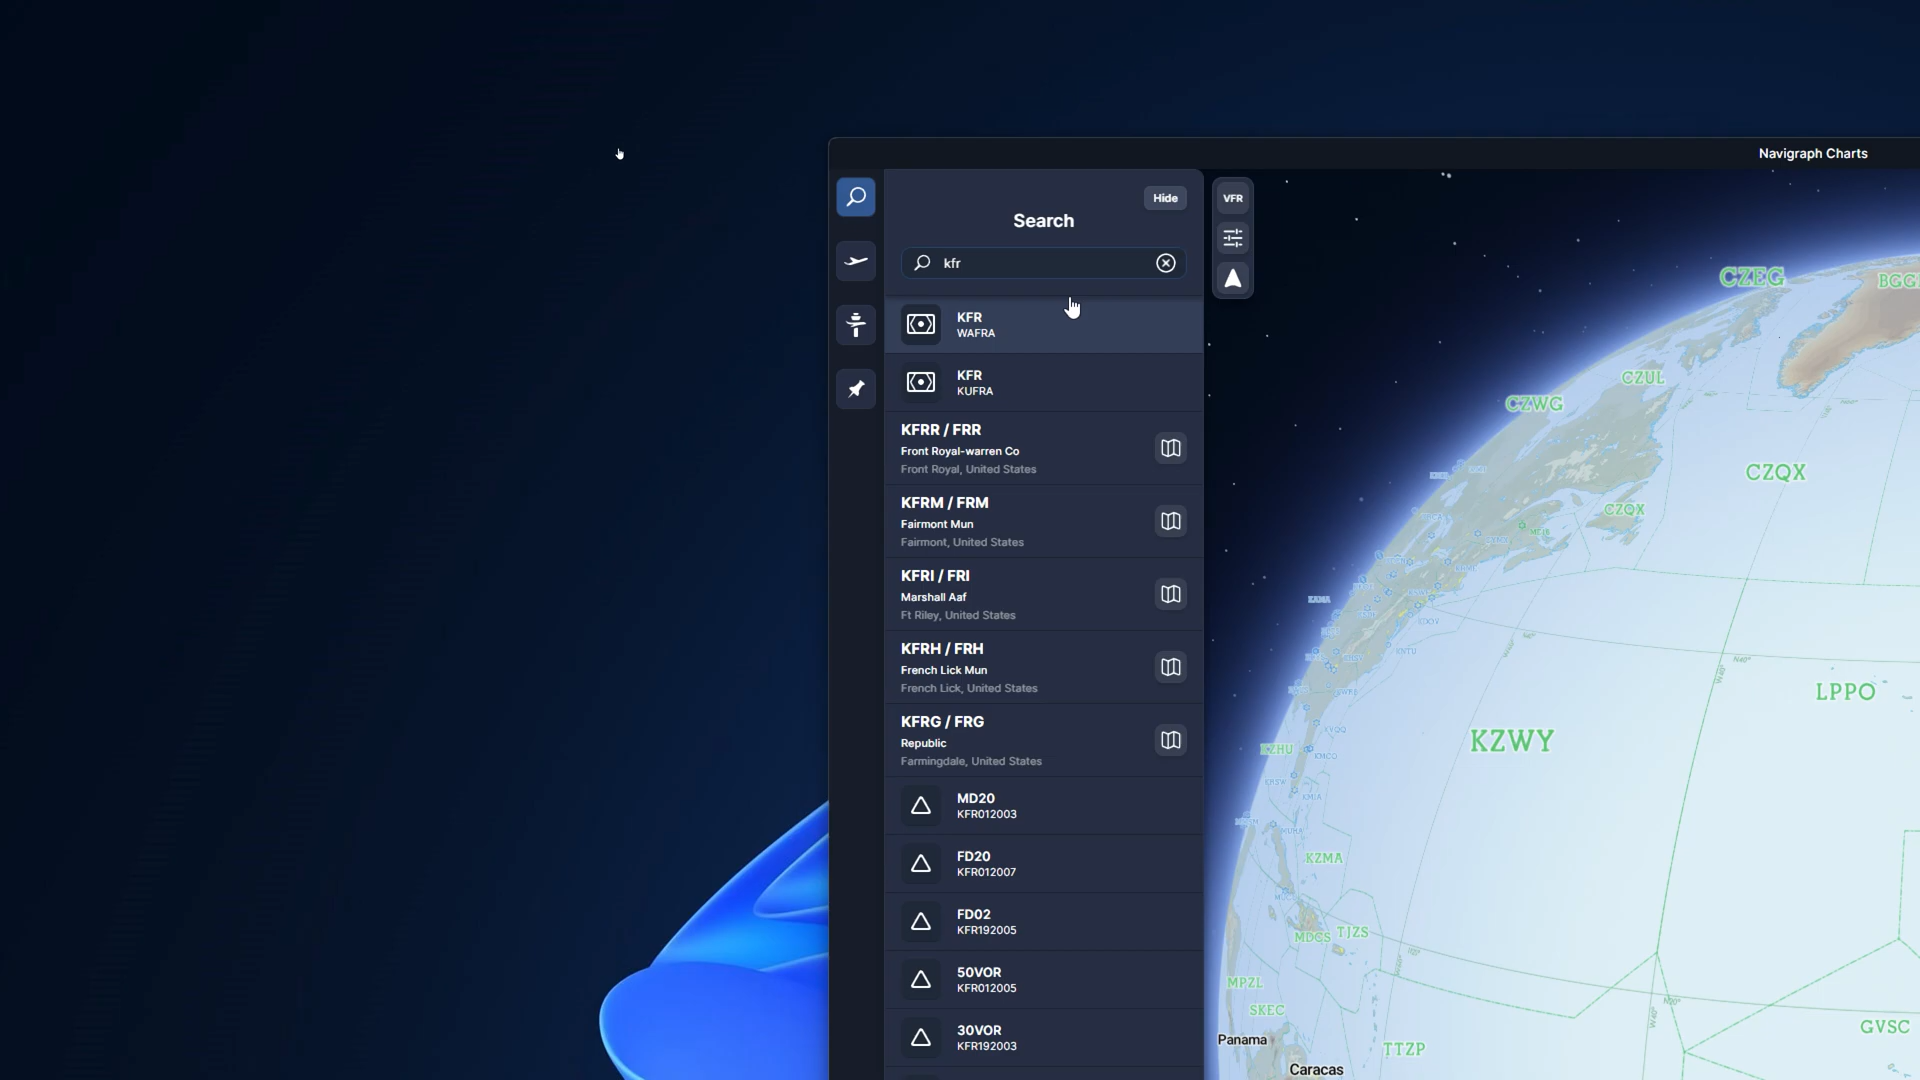 Navigraph Charts
Hide
Search
kfr
KFR
WAFRA
KFR
KUFRA
KFRR / FRR
Front Royal-warren Co
Front Royal, United States
KFRM / FRM
Fairmont Mun
Fairmont, United States
KFRI / FRI
Marshall Aaf
Ft Riley, United States
KFRH / FRH
French Lick Mun
French Lick, United States
KFRG / FRG
Republic
Farmingdale, United States
MD20
KFR012003
FD20
KFR012007
FD02
KFR192005
50VOR
KFR012005
30VOR
KFR192003
VFR
CZEG
BGG
CZUL
CZWG
CZQX
CZQX
LPPO
KZWY
KZHU
KMCO
KMIA
KZMA
MDCS
TJZS
MPZL
SKEC
GVSC
Panama
TTZP
Caracas